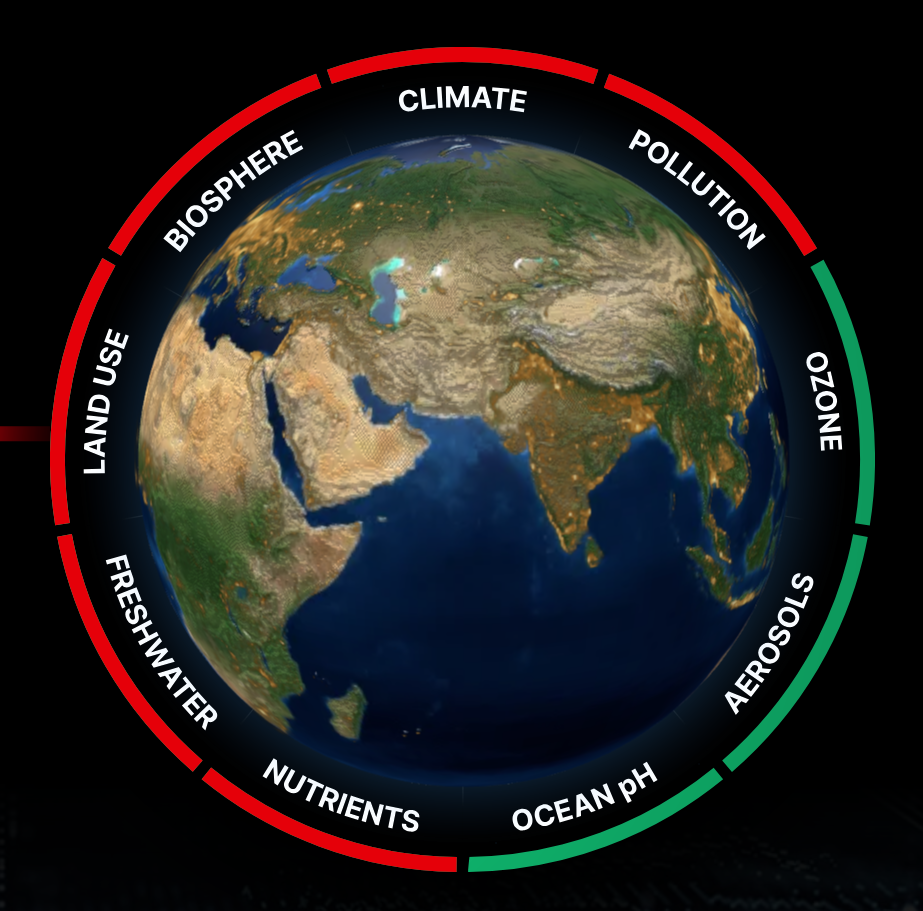 CLIMATE
POLLUTION
OZONE
AEROSOLS
OCEAN pH
NUTRIENTS
FRESHWATER
LAND USE
BIOSPHERE